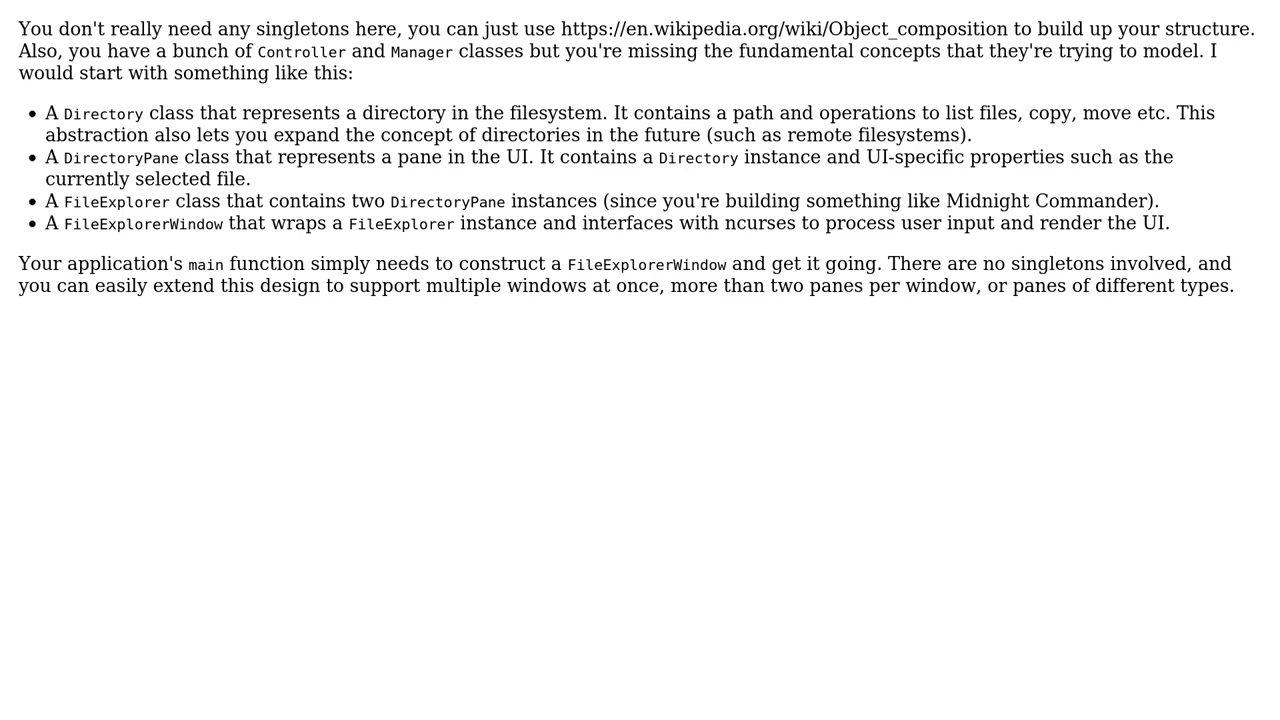 You don't really need any singletons here, you can just use https://en.wikipedia.org/wiki/Object_composition to build up your structure.
Also, you have a bunch of Controller and Manager classes but you're missing the fundamental concepts that they're trying to model. I
would start with something like this:
• A Directory class that represents a directory in the filesystem. It contains a path and operations to list files, copy, move etc. This
abstraction also lets you expand the concept of directories in the future (such as remote filesystems).
• A DirectoryPane class that represents a pane in the UI. It contains a Directory instance and UI-specific properties such as the
currently selected file.
• A FileExplorer class that contains two DirectoryPane instances (since you're building something like Midnight Commander).
• A FileExplorerWindow that wraps a FileExplorer instance and interfaces with ncurses to process user input and render the UI.
Your application's main function simply needs to construct a FileExplorerWindow and get it going. There are no singletons involved, and
you can easily extend this design to support multiple windows at once, more than two panes per window, or panes of different types.